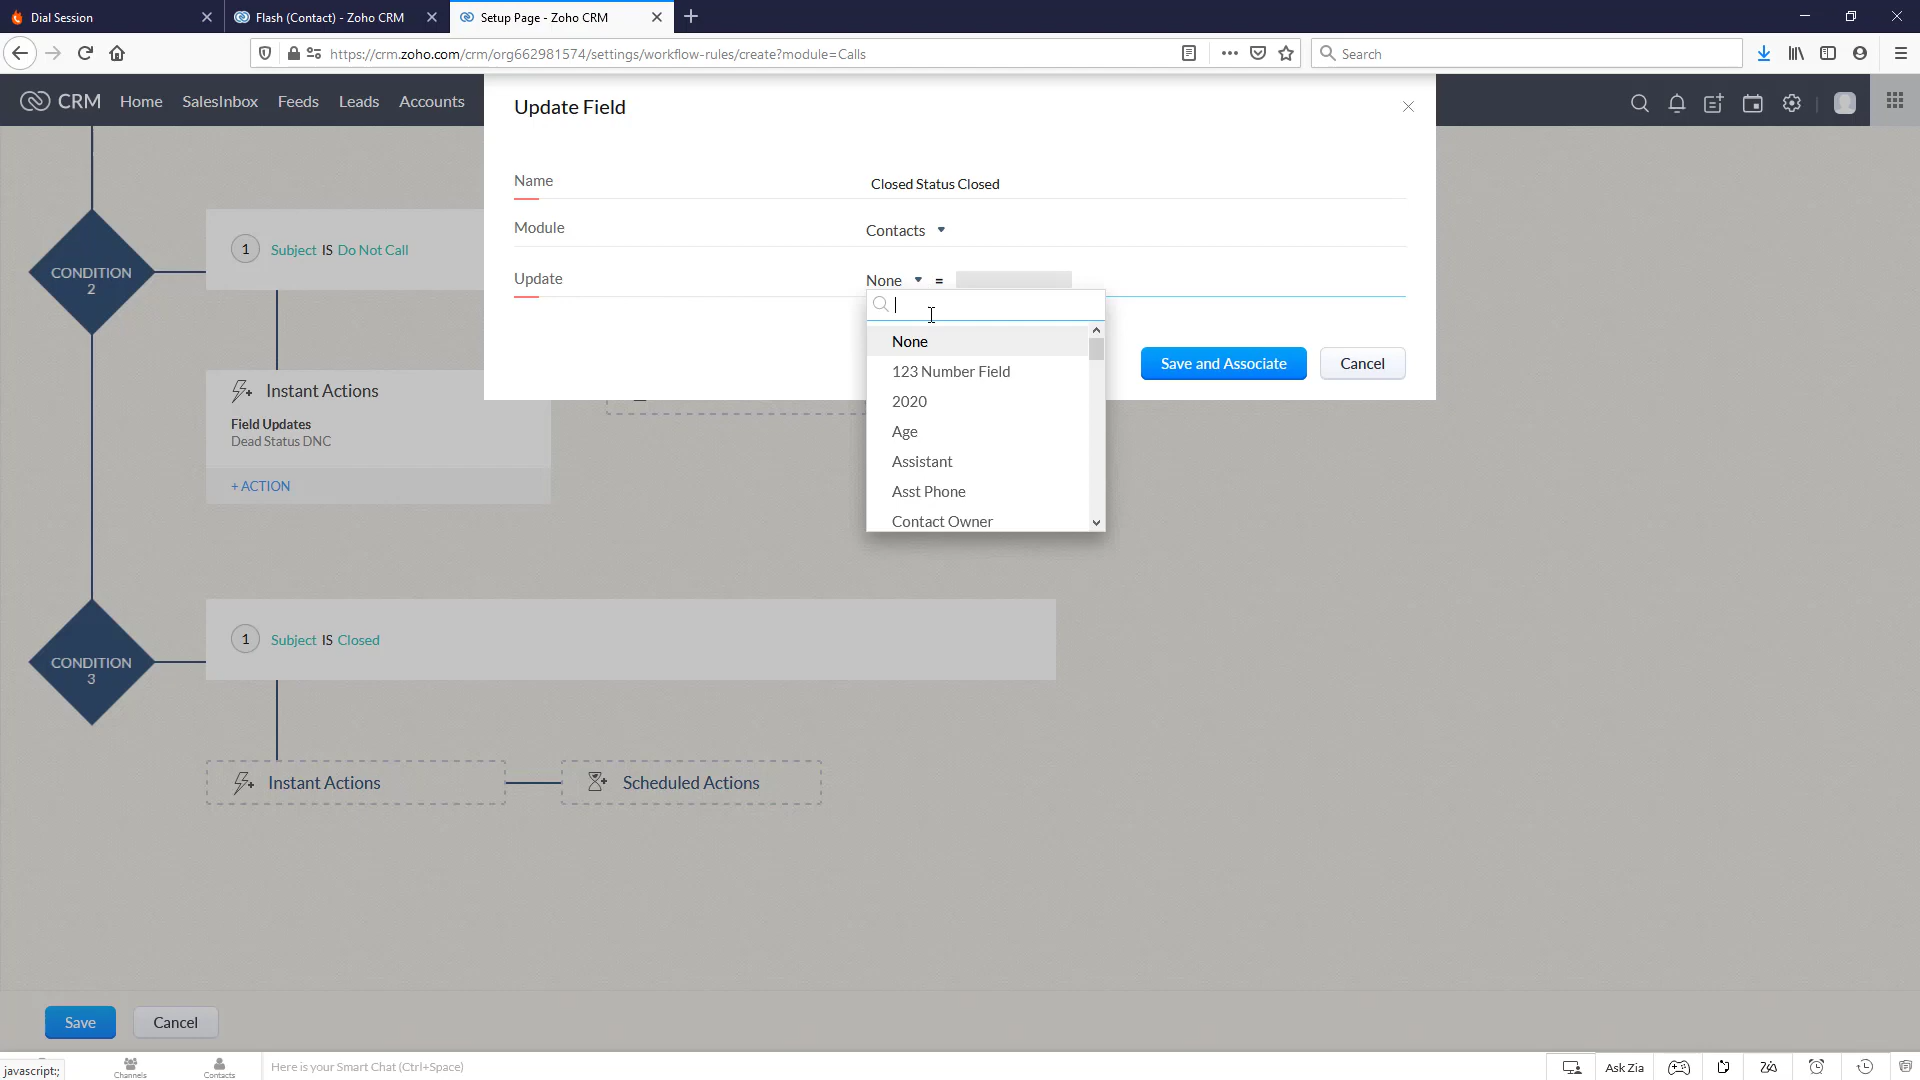 Dial Session
Flash (Contact) - Zoho CRM
Setup Page - Zoho CRM
https://crm.zoho.com/crm/org662981574/settings/workflow-rules/create?module=Calls
Search
CRM Home SalesInbox Feeds Leads Accounts
Update Field
Name
Closed Status Closed
Module
Contacts
Update
None =
None
123 Number Field
2020
Age
Assistant
Asst Phone
Contact Owner
Save and Associate
Cancel
CONDITION
2
1 Subject IS Do Not Call
Instant Actions
Field Updates
Dead Status DNC
+ ACTION
CONDITION
3
1 Subject IS Closed
Instant Actions
Scheduled Actions
Save
Cancel
javascript:;
Channels
Contacts
Here is your Smart Chat (Ctrl+Space)
Ask Zia